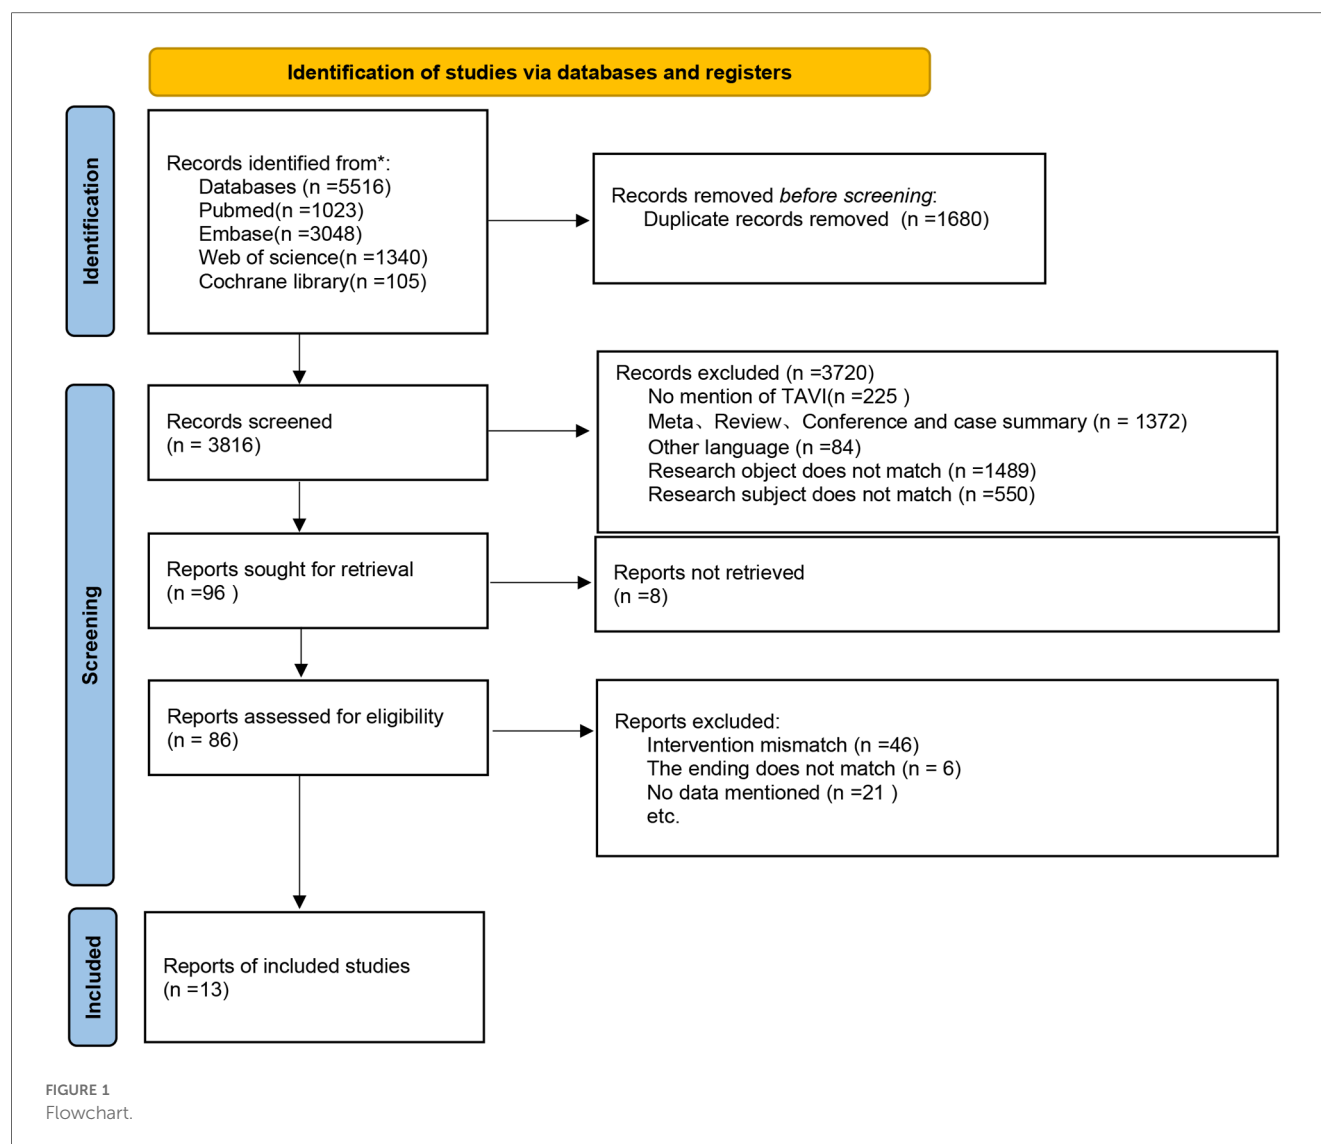 Identification of studies via databases and registers
Identification
Records identified from*:
Databases (n =5516)
Pubmed(n =1023)
Embase(n =3048)
Web of science(n =1340)
Cochrane library(n =105)
Records removed before screening:
Duplicate records removed (n =1680)
Screening
Records screened
(n = 3816)
Records excluded (n =3720)
No mention of TAVI(n =225 )
Meta、Review、Conference and case summary (n = 1372)
Other language (n =84)
Research object does not match (n =1489)
Research subject does not match (n =550)
Reports sought for retrieval
(n =96 )
Reports not retrieved
(n =8)
Reports assessed for eligibility
(n = 86)
Reports excluded:
Intervention mismatch (n =46)
The ending does not match (n = 6)
No data mentioned (n =21 )
etc.
Included
Reports of included studies
(n =13)
FIGURE 1
Flowchart.